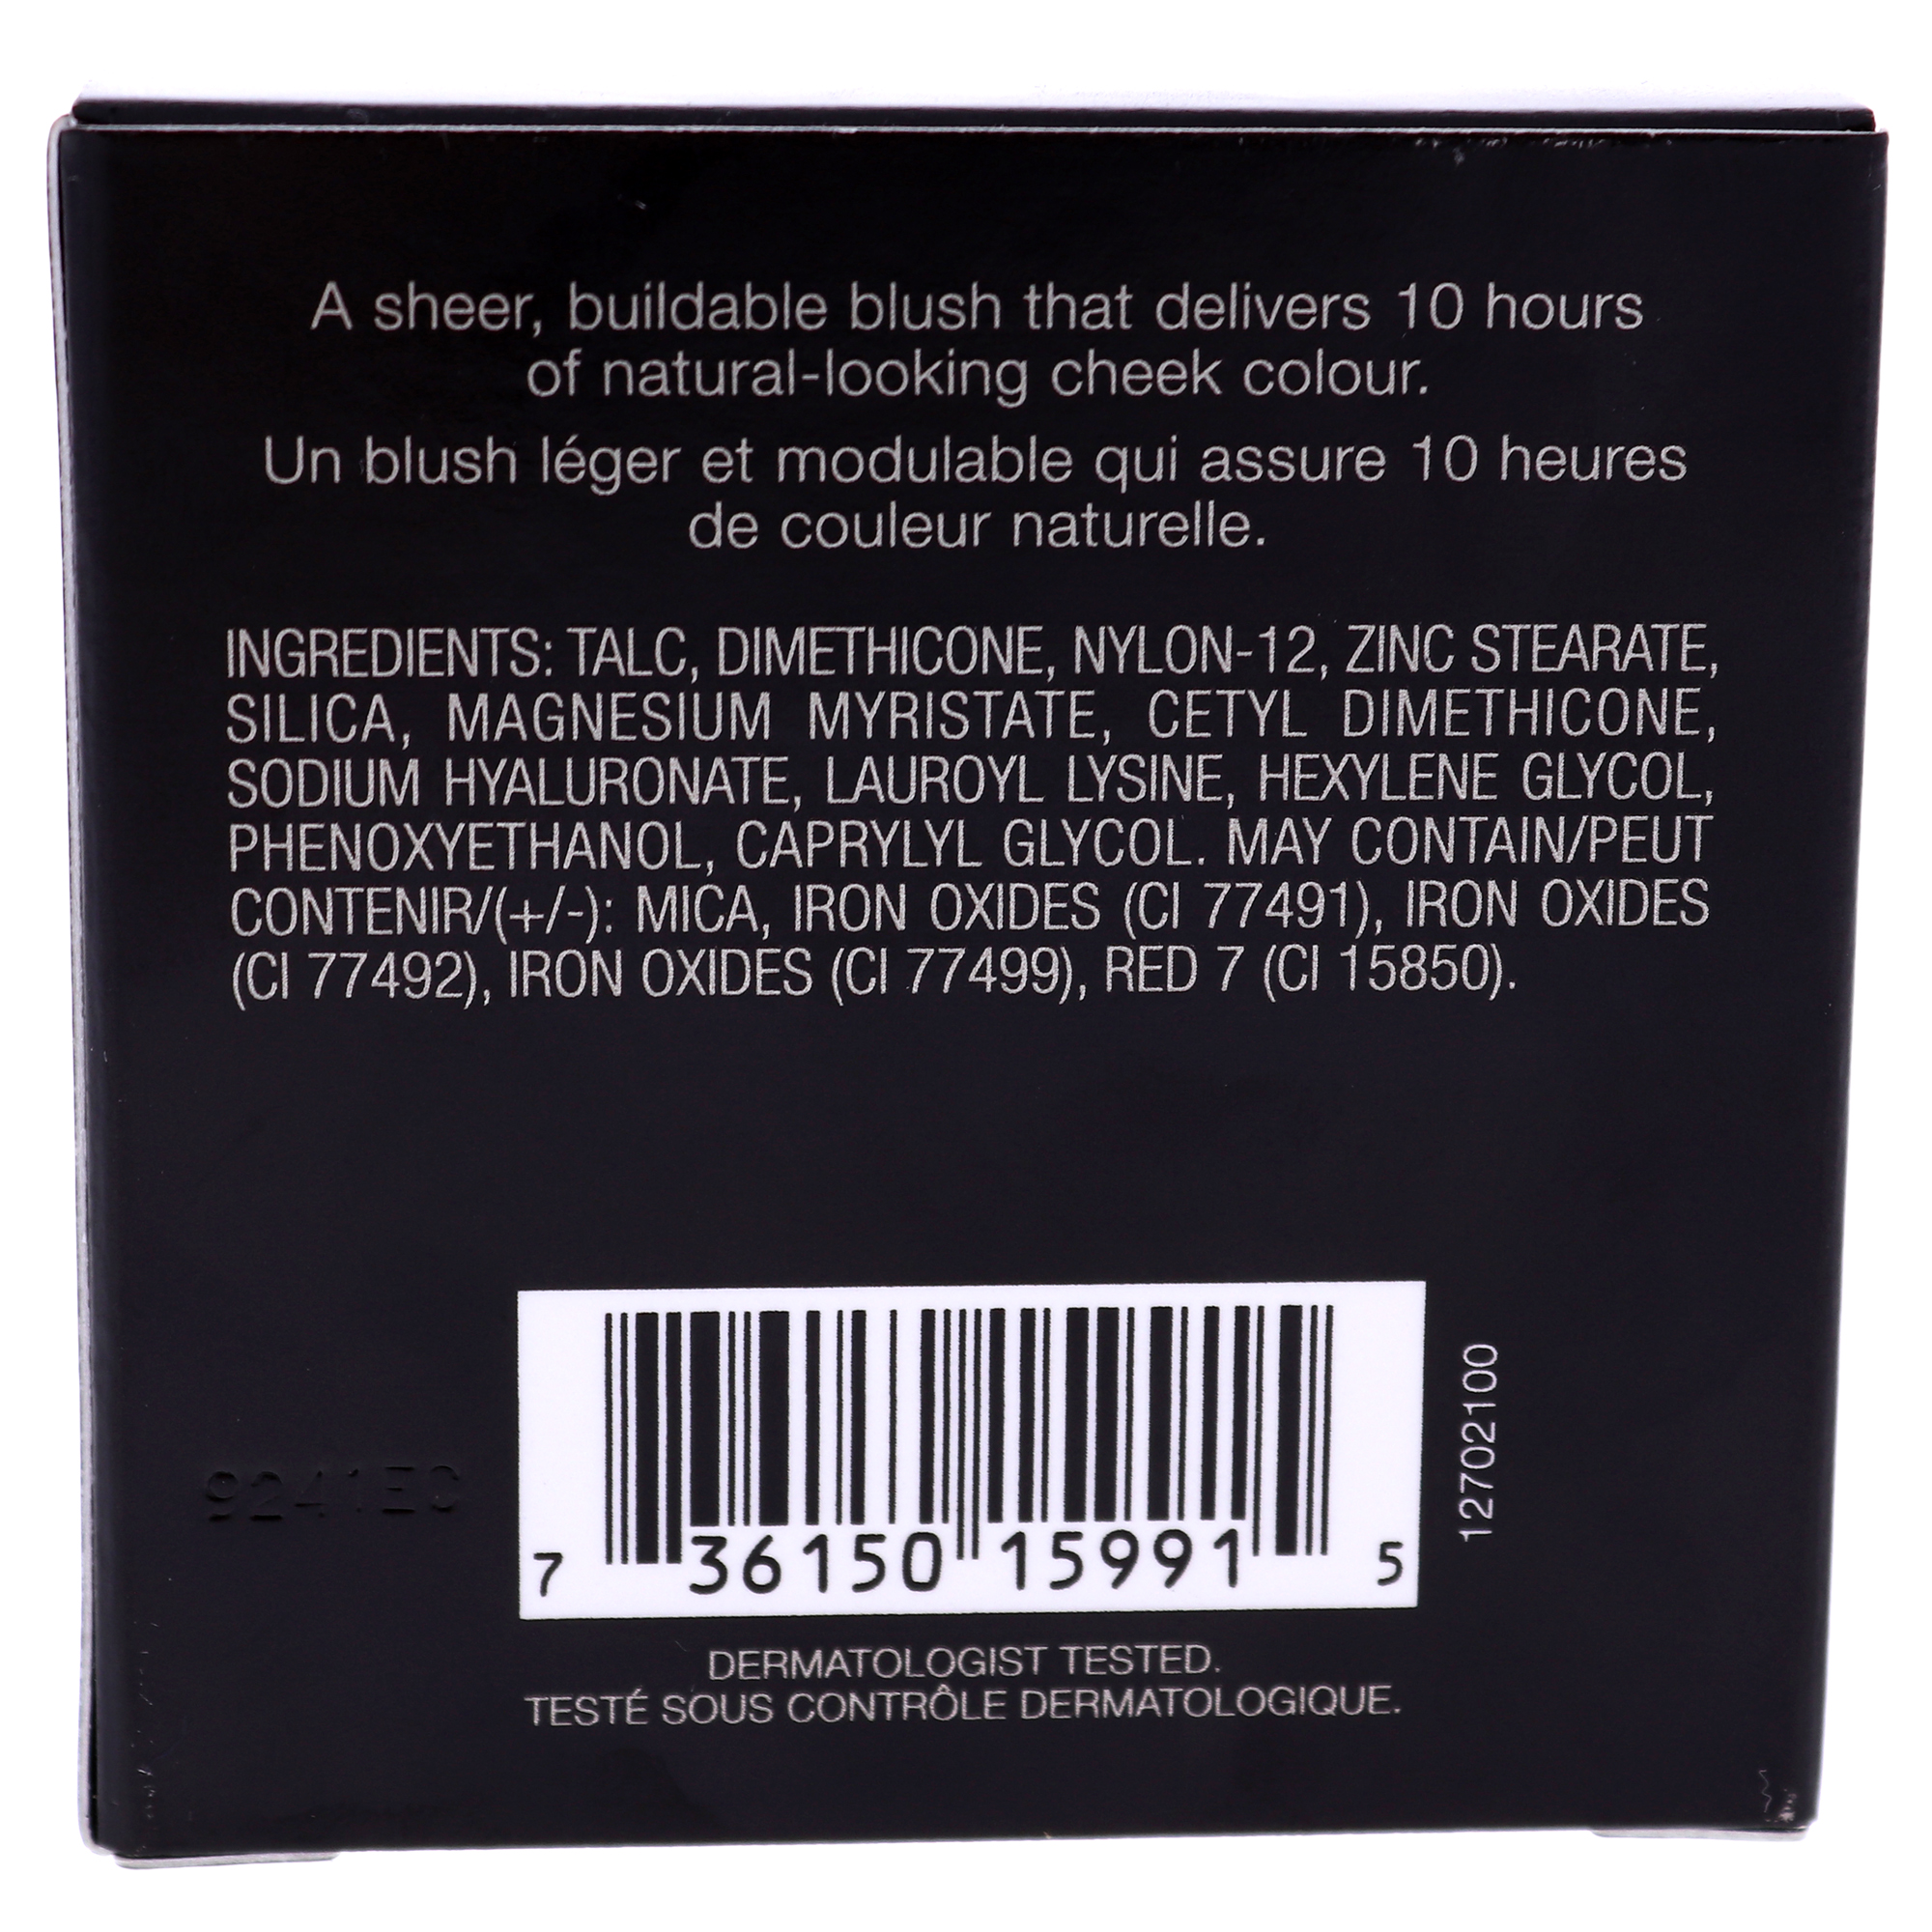 A sheer, buildable blush that delivers 10 hours
of natural-looking cheek colour.
Un blush léger et modulable qui assure 10 heures
de couleur naturelle.
INGREDIENTS: TALC, DIMETHICONE, NYLON-12, ZINC STEARATE,
SILICA, MAGNESIUM MYRISTATE, CETYL DIMETHICONE,
SODIUM HYALURONATE, LAUROYL LYSINE, HEXYLENE GLYCOL,
PHENOXYETHANOL, CAPRYLYL GLYCOL. MAY CONTAIN/PEUT
CONTENIR/(+/-): MICA, IRON OXIDES (CI 77491), IRON OXIDES
(CI 77492), IRON OXIDES (CI 77499), RED 7 (CI 15850).
9241EC
7 36150 15991 5
12702100
DERMATOLOGIST TESTED.
TESTÉ SOUS CONTRÔLE DERMATOLOGIQUE.